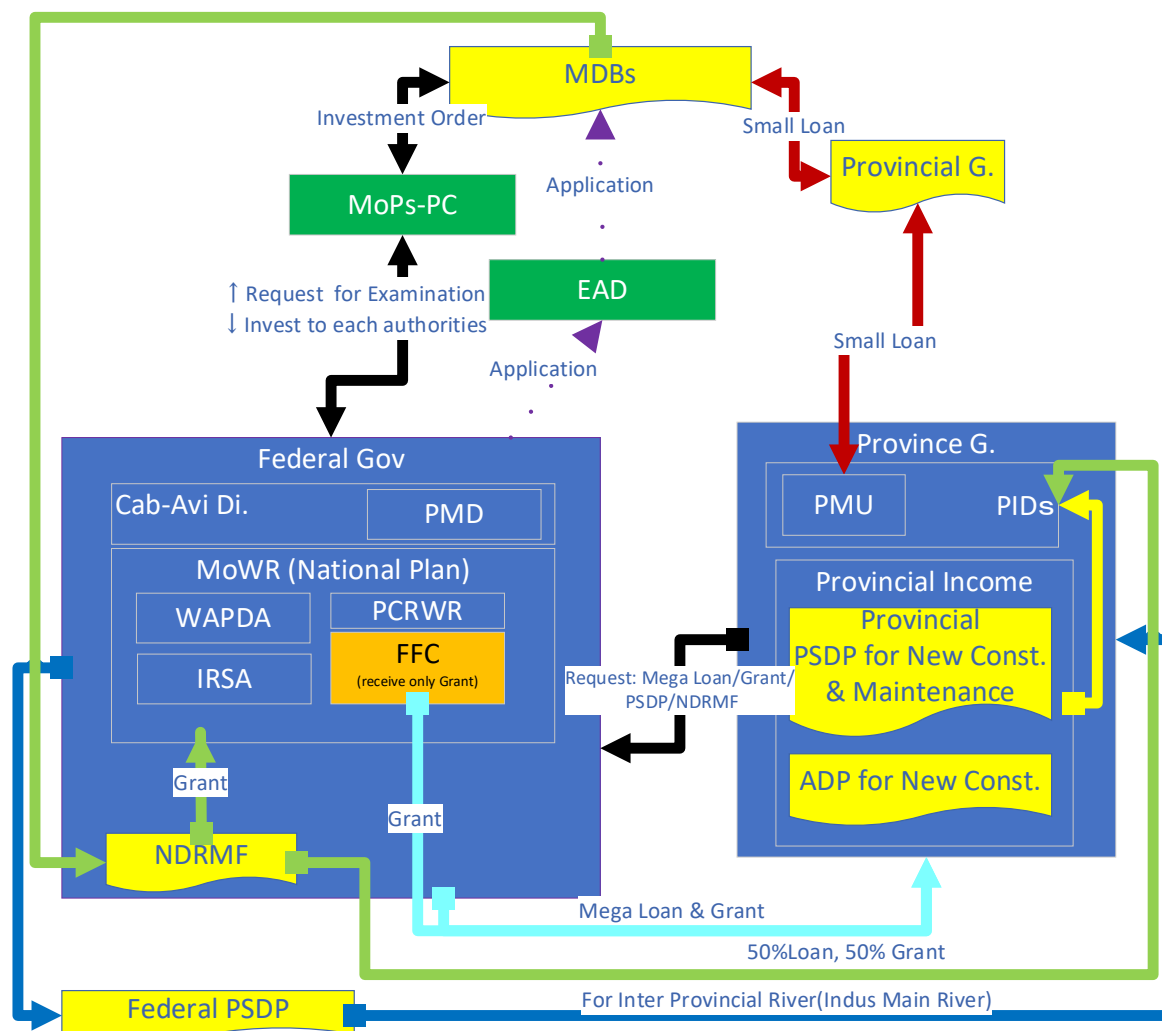 MDBs
Investment Order
Small Loan
Provincial G.
Application
MoPs-PC
EAD
↑ Request for Examination
↓ Invest to each authorities
Small Loan
Application
Federal Gov
Cab-Avi Di.
PMD
MoWR (National Plan)
WAPDA
PCRWR
IRSA
FFC
(receive only Grant)
Grant
NDRMF
Grant
Request: Mega Loan/Grant/
PSDP/NDRMF
Province G.
PMU
PIDs
Provincial Income
Provincial
PSDP for New Const.
& Maintenance
ADP for New Const.
Mega Loan & Grant
50%Loan, 50% Grant
Federal PSDP
For Inter Provincial River(Indus Main River)